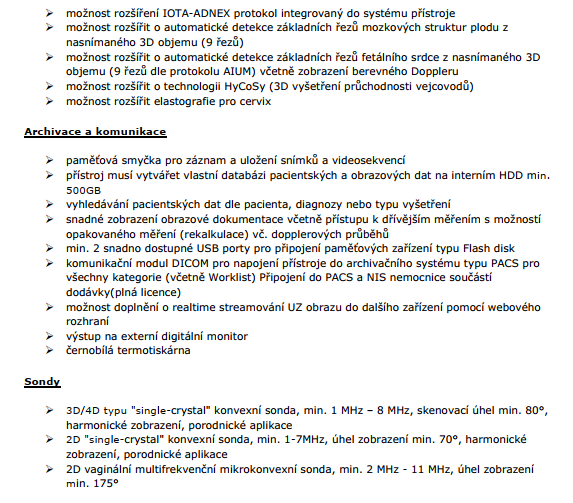 ➢ možnost rozšíření IOTA-ADNEX protokol integrovaný do systému přístroje
➢ možnost rozšířit o automatické detekce základních řezů mozkových struktur plodu z
nasnímaného 3D objemu (9 řezů)
➢ možnost rozšířit o automatické detekce základních řezů fetálního srdce z nasnímaného 3D
objemu (9 řezů dle protokolu AIUM) včetně zobrazení berevného Doppleru
➢ možnost rozšířit o technologii HyCoSy (3D vyšetření průchodnosti vejcovodů)
➢ možnost rozšířit elastografie pro cervix
Archivace a komunikace
➢ paměťová smyčka pro záznam a uložení snímků a videosekvencí
➢ přístroj musí vytvářet vlastní databázi pacientských a obrazových dat na interním HDD min.
500GB
➢ vyhledávání pacientských dat dle pacienta, diagnozy nebo typu vyšetření
➢ snadné zobrazení obrazové dokumentace včetně přístupu k dřívějším měřením s možností
opakovaného měření (rekalkulace) vč. dopplerových průběhů
➢ min. 2 snadno dostupné USB porty pro připojení paměťových zařízení typu Flash disk
➢ komunikační modul DICOM pro napojení přístroje do archivačního systému typu PACS pro
všechny kategorie (včetně Worklist) Připojení do PACS a NIS nemocnice součástí
dodávky(plná licence)
➢ možnost doplnění o realtime streamování UZ obrazu do dalšího zařízení pomocí webového
rozhraní
➢ výstup na externí digitální monitor
➢ černobílá termotiskárna
Sondy
➢ 3D/4D typu "single-crystal" konvexní sonda, min. 1 MHz – 8 MHz, skenovací úhel min. 80°,
harmonické zobrazení, porodnické aplikace
➢ 2D "single-crystal" konvexní sonda, min. 1-7MHz, úhel zobrazení min. 70°, harmonické
zobrazení, porodnické aplikace
➢ 2D vaginální multifrekvenční mikrokonvexní sonda, min. 2 MHz - 11 MHz, úhel zobrazení
min. 175°